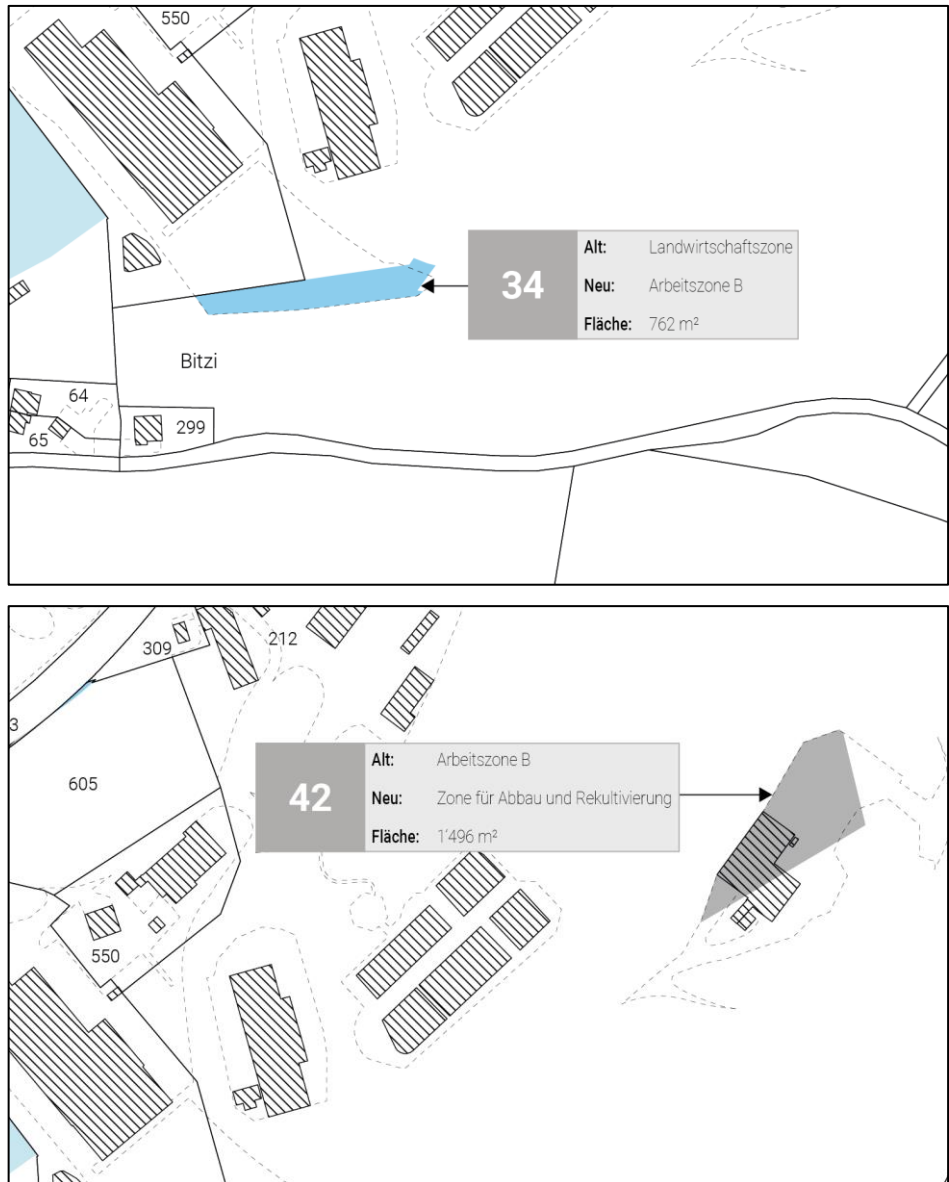 550
34
Alt: Landwirtschaftszone
Neu: Arbeitszone B
Fläche: 762 m²
Bitzi
64
65
299
309
212
3
605
42
Alt: Arbeitszone B
Neu: Zone für Abbau und Rekultivierung
Fläche: 1'496 m²
550